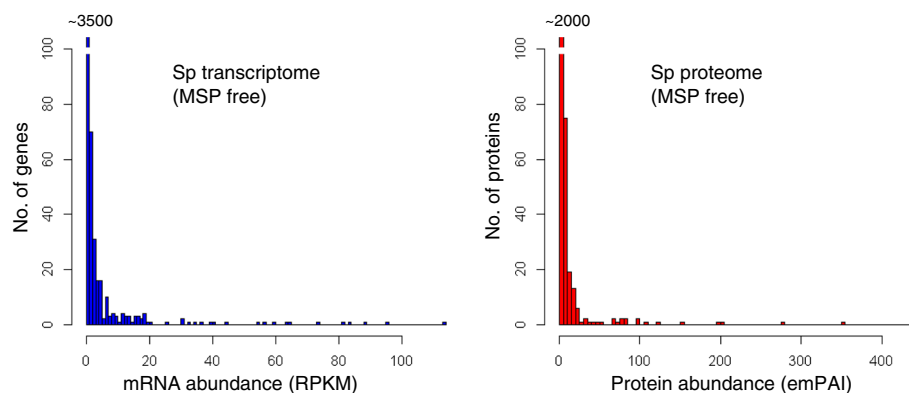 ~3500
Sp transcriptome
(MSP free)
No. of genes
0
20
40
60
80
100
0 20 40 60 80 100
mRNA abundance (RPKM)
~2000
Sp proteome
(MSP free)
No. of proteins
0
20
40
60
80
100
0 100 200 300 400
Protein abundance (emPAI)